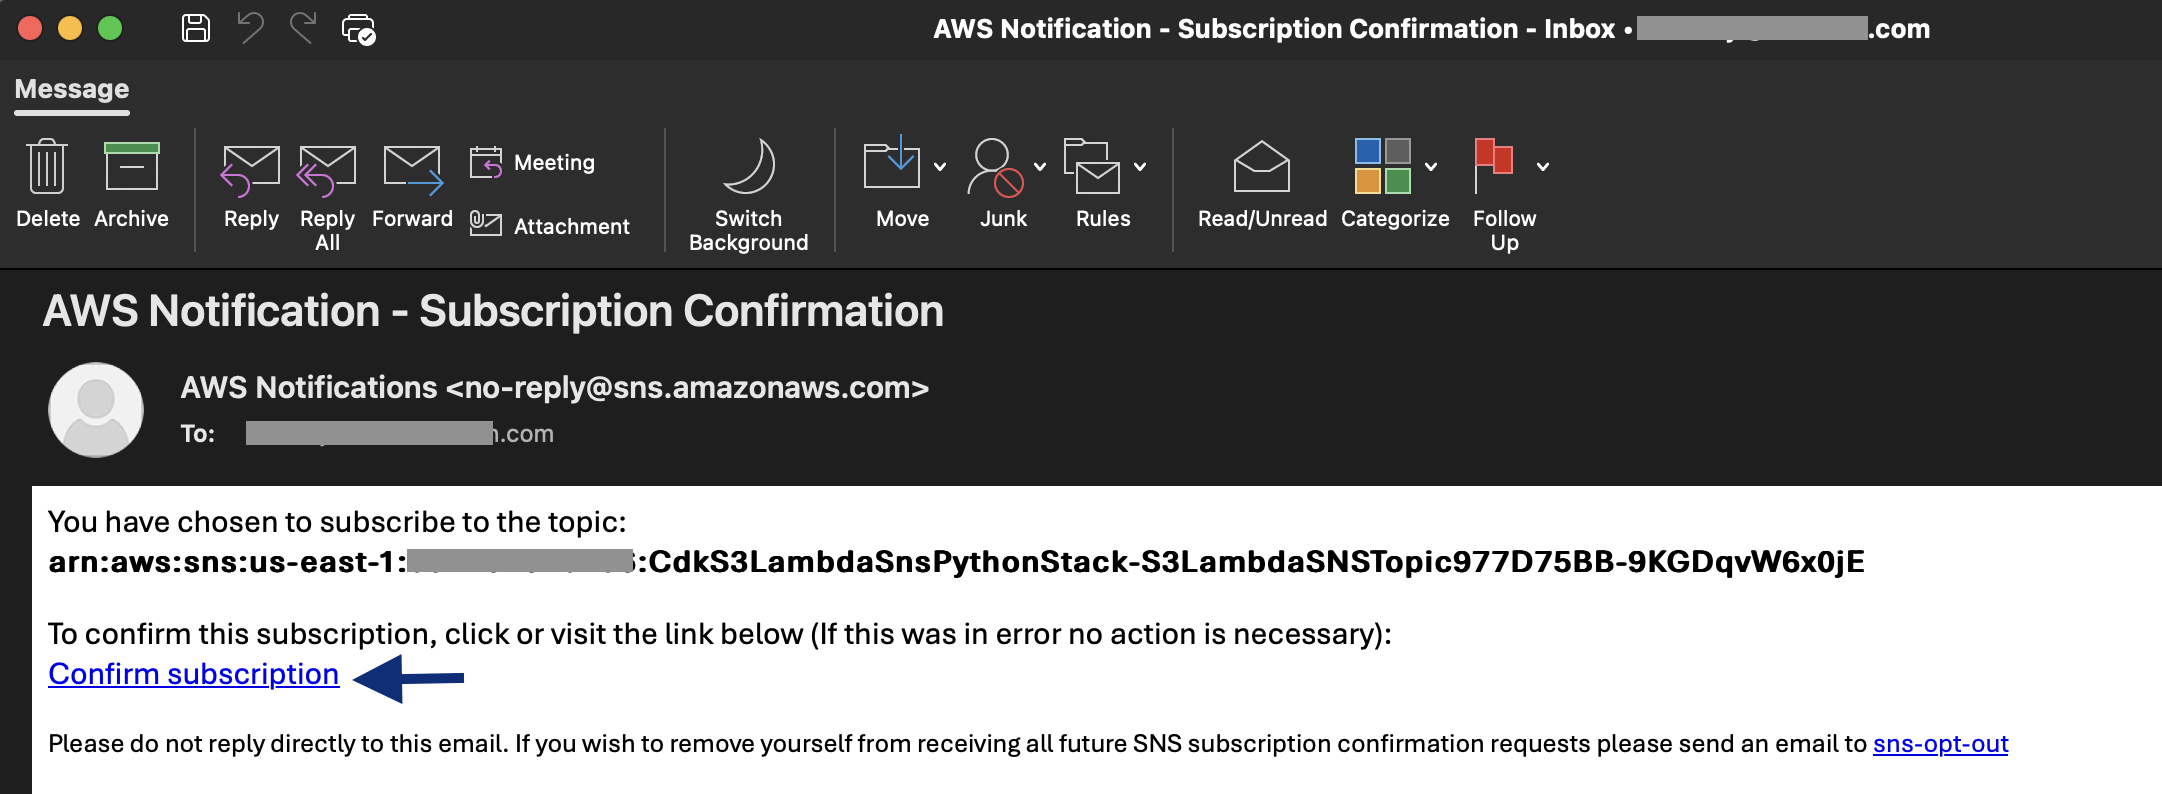 AWS Notification - Subscription Confirmation - Inbox • .com
Message
Delete
Archive
Reply
Reply All
Forward
Meeting
Attachment
Switch Background
Move
Junk
Rules
Read/Unread
Categorize
Follow Up
AWS Notification - Subscription Confirmation
AWS Notifications <no-reply@sns.amazonaws.com>
To: .com
You have chosen to subscribe to the topic:
arn:aws:sns:us-east-1: :CdkS3LambdaSnsPythonStack-S3LambdaSNSTopic977D75BB-9KGDqvW6x0jE
To confirm this subscription, click or visit the link below (If this was in error no action is necessary):
Confirm subscription
Please do not reply directly to this email. If you wish to remove yourself from receiving all future SNS subscription confirmation requests please send an email to sns-opt-out